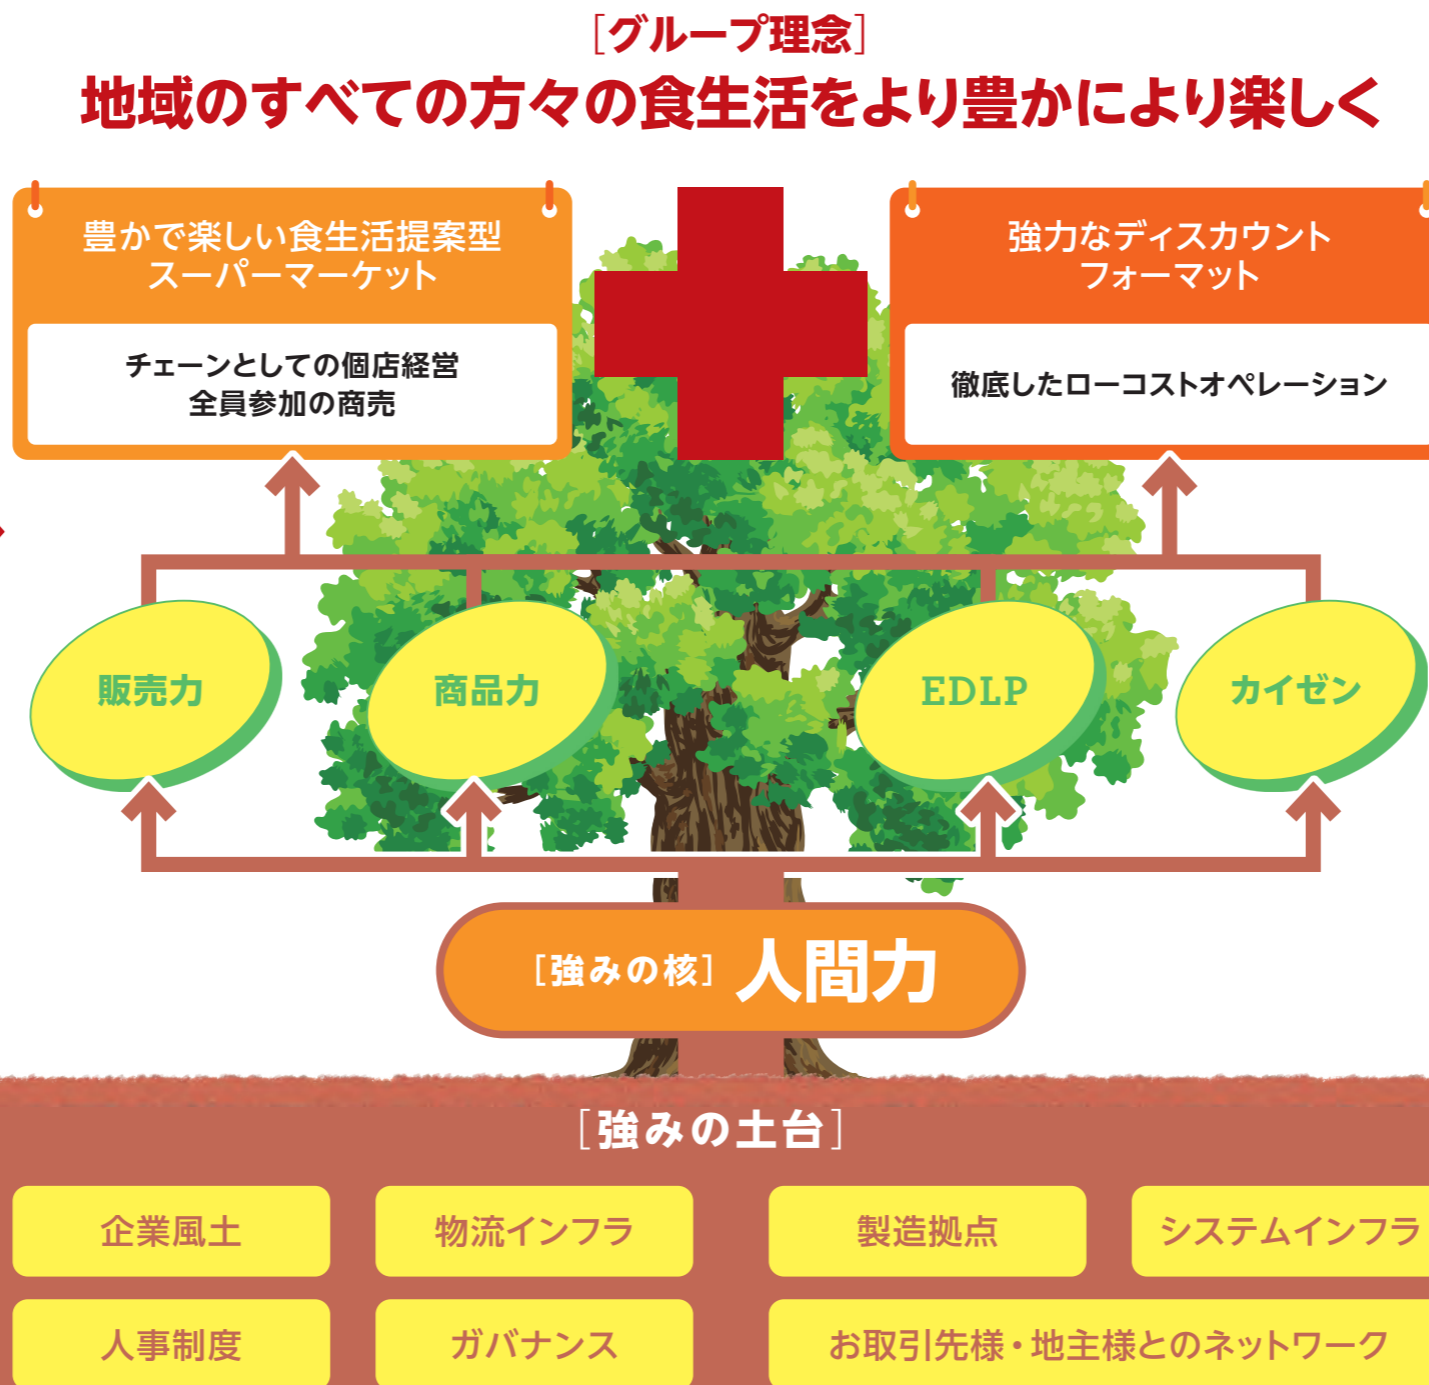 [グループ理念]
地域のすべての方々の食生活をより豊かにより楽しく
豊かで楽しい食生活提案型
スーパーマーケット
チェーンとしての個店経営
全員参加の商売
強力なディスカウント
フォーマット
徹底したローコストオペレーション
販売力
商品力
EDLP
カイゼン
[強みの核] 人間力
[強みの土台]
企業風土
物流インフラ
製造拠点
システムインフラ
人事制度
ガバナンス
お取引先様・地主様とのネットワーク